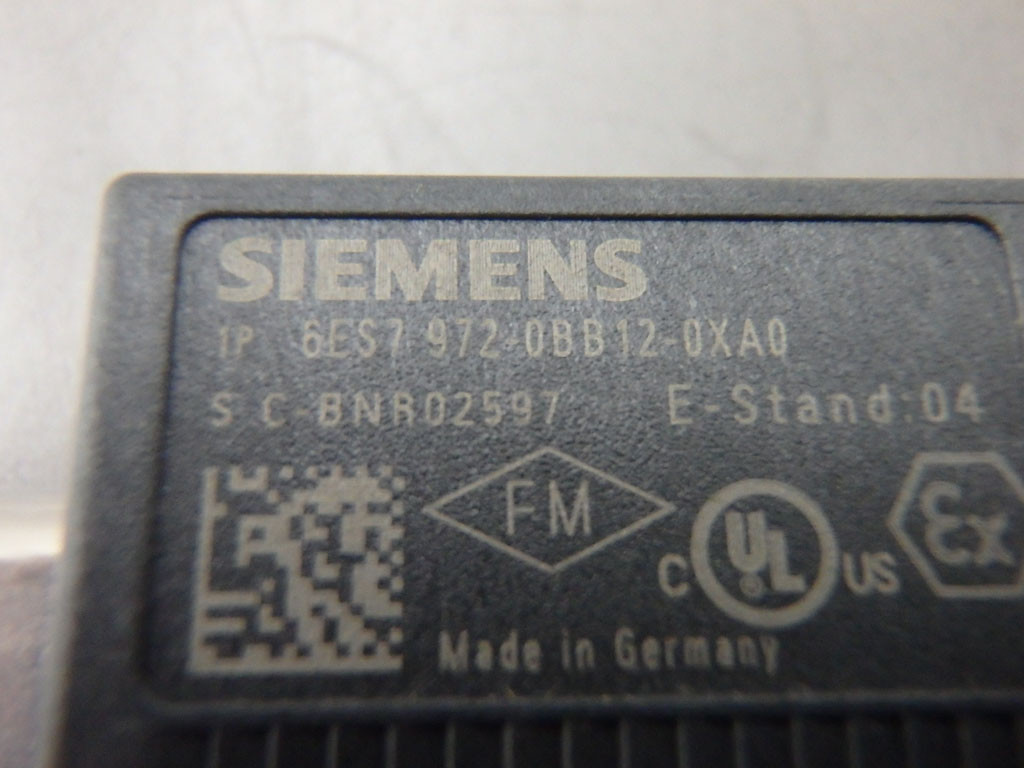 SIEMENS
1P 6ES7 972-0BB12-0XA0
S C-BNR02597 E-Stand:04
FM
C UL US
Ex
Made in Germany